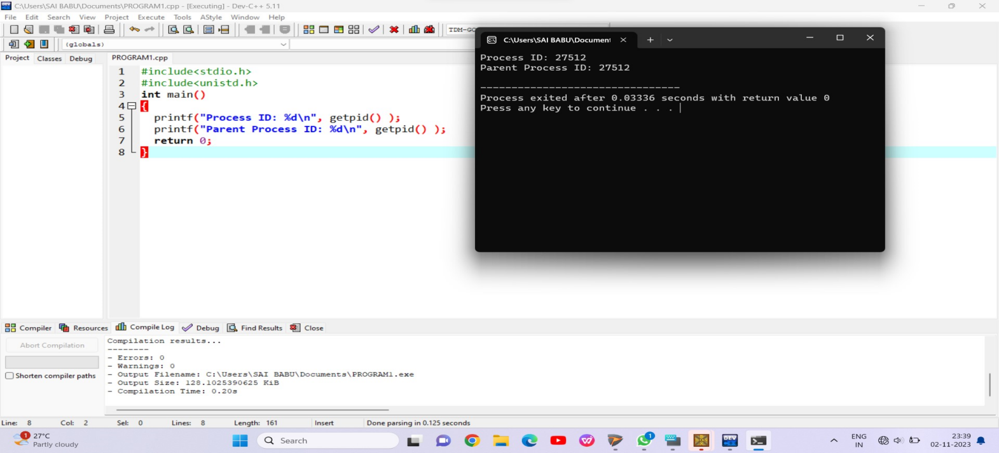 C:\Users\SAI BABU\Documents\PROGRAM1.cpp - [Executing] - Dev-C++ 5.11
File Edit Search View Project Execute Tools AStyle Window Help
TDM-GC
(globals)
Project Classes Debug
PROGRAM1.cpp
1 #include<stdio.h>
2 #include<unistd.h>
3 int main()
4 {
5 printf("Process ID: %d\n", getpid() );
6 printf("Parent Process ID: %d\n", getpid() );
7 return 0;
8 }
C:\Users\SAI BABU\Document
Process ID: 27512
Parent Process ID: 27512
--------------------------------
Process exited after 0.03336 seconds with return value 0
Press any key to continue . . .
Compiler Resources Compile Log Debug Find Results Close
Abort Compilation
Shorten compiler paths
Compilation results...
--------
- Errors: 0
- Warnings: 0
- Output Filename: C:\Users\SAI BABU\Documents\PROGRAM1.exe
- Output Size: 128.1025390625 KiB
- Compilation Time: 0.20s
Line: 8 Col: 2 Sel: 0 Lines: 8 Length: 161 Insert Done parsing in 0.125 seconds
1
27°C
Partly cloudy
Search
1
DEV
ENG
IN
23:39
02-11-2023